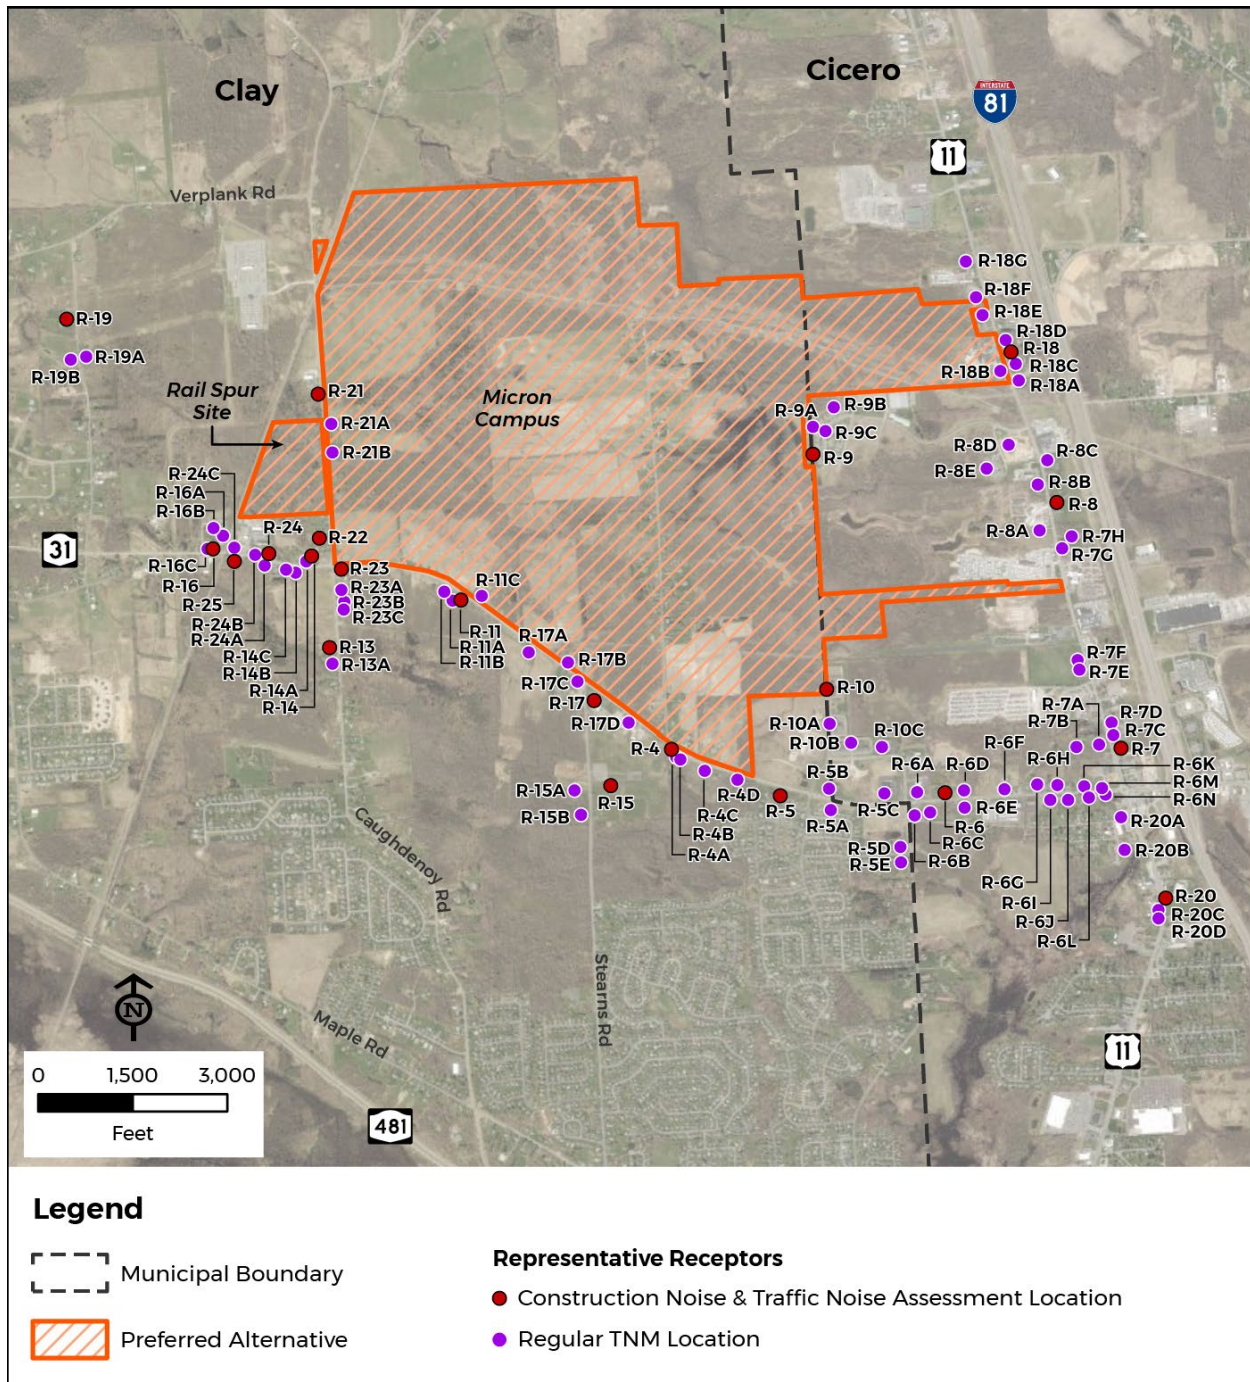 Clay
Cicero
INTERSTATE
81
11
Verplank Rd
R-18G
R-18F
R-18E
R-18D
R-18
R-18C
R-18B
R-18A
R-19
R-19A
R-19B
Rail Spur
Site
R-21
R-21A
R-21B
Micron
Campus
R-9A
R-9B
R-9C
R-9
R-8D
R-8C
R-8E
R-8B
R-8
R-8A
R-7H
R-7G
R-24C
R-16A
R-16B
R-24
R-22
31
R-16C
R-16
R-25
R-24B
R-24A
R-14C
R-14B
R-14A
R-14
R-23
R-23A
R-23B
R-23C
R-13
R-13A
R-11C
R-11
R-11A
R-11B
R-17A
R-17B
R-17C
R-17
R-17D
R-7F
R-7E
R-10
R-10A
R-10B
R-10C
R-7A
R-7B
R-7D
R-7C
R-7
R-4
R-4D
R-4C
R-4B
R-4A
R-15A
R-15
R-15B
R-5B
R-5
R-5C
R-5A
R-5D
R-5E
R-6A
R-6D
R-6F
R-6H
R-6K
R-6M
R-6N
R-6E
R-6
R-6C
R-6B
R-6G
R-6I
R-6J
R-6L
R-20A
R-20B
R-20
R-20C
R-20D
Caughdenoy Rd
Stearns Rd
Maple Rd
N
0 1,500 3,000
Feet
481
11
Legend
Municipal Boundary
Preferred Alternative
Representative Receptors
Construction Noise & Traffic Noise Assessment Location
Regular TNM Location